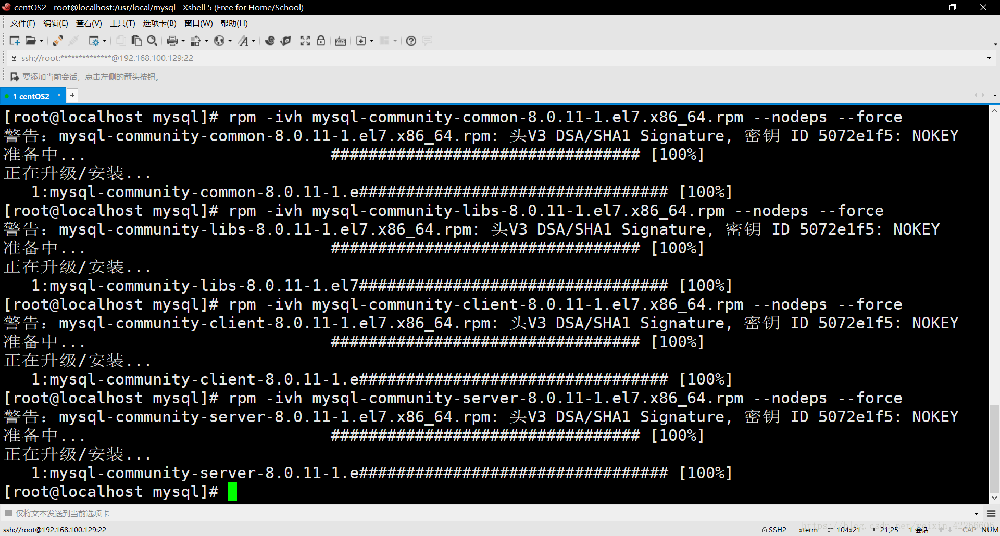 centOS2 - root@localhost:/usr/local/mysql - Xshell 5 (Free for Home/School)
文件(F) 编辑(E) 查看(V) 工具(T) 选项卡(B) 窗口(W) 帮助(H)
ssh://root:**************@192.168.100.129:22
要添加当前会话，点击左侧的箭头按钮。
1 centOS2 × +
[root@localhost mysql]# rpm -ivh mysql-community-common-8.0.11-1.el7.x86_64.rpm --nodeps --force
警告：mysql-community-common-8.0.11-1.el7.x86_64.rpm: 头V3 DSA/SHA1 Signature, 密钥 ID 5072e1f5: NOKEY
准备中... ################################# [100%]
正在升级/安装...
1:mysql-community-common-8.0.11-1.e################################# [100%]
[root@localhost mysql]# rpm -ivh mysql-community-libs-8.0.11-1.el7.x86_64.rpm --nodeps --force
警告：mysql-community-libs-8.0.11-1.el7.x86_64.rpm: 头V3 DSA/SHA1 Signature, 密钥 ID 5072e1f5: NOKEY
准备中... ################################# [100%]
正在升级/安装...
1:mysql-community-libs-8.0.11-1.el7################################# [100%]
[root@localhost mysql]# rpm -ivh mysql-community-client-8.0.11-1.el7.x86_64.rpm --nodeps --force
警告：mysql-community-client-8.0.11-1.el7.x86_64.rpm: 头V3 DSA/SHA1 Signature, 密钥 ID 5072e1f5: NOKEY
准备中... ################################# [100%]
正在升级/安装...
1:mysql-community-client-8.0.11-1.e################################# [100%]
[root@localhost mysql]# rpm -ivh mysql-community-server-8.0.11-1.el7.x86_64.rpm --nodeps --force
警告：mysql-community-server-8.0.11-1.el7.x86_64.rpm: 头V3 DSA/SHA1 Signature, 密钥 ID 5072e1f5: NOKEY
准备中... ################################# [100%]
正在升级/安装...
1:mysql-community-server-8.0.11-1.e################################# [100%]
[root@localhost mysql]#
仅将文本发送到当前选项卡
https://blog.csdn.net/weixin_42266606
ssh://root@192.168.100.129:22 SSH2 xterm 104x21 21,25 1 会话 CAP NUM